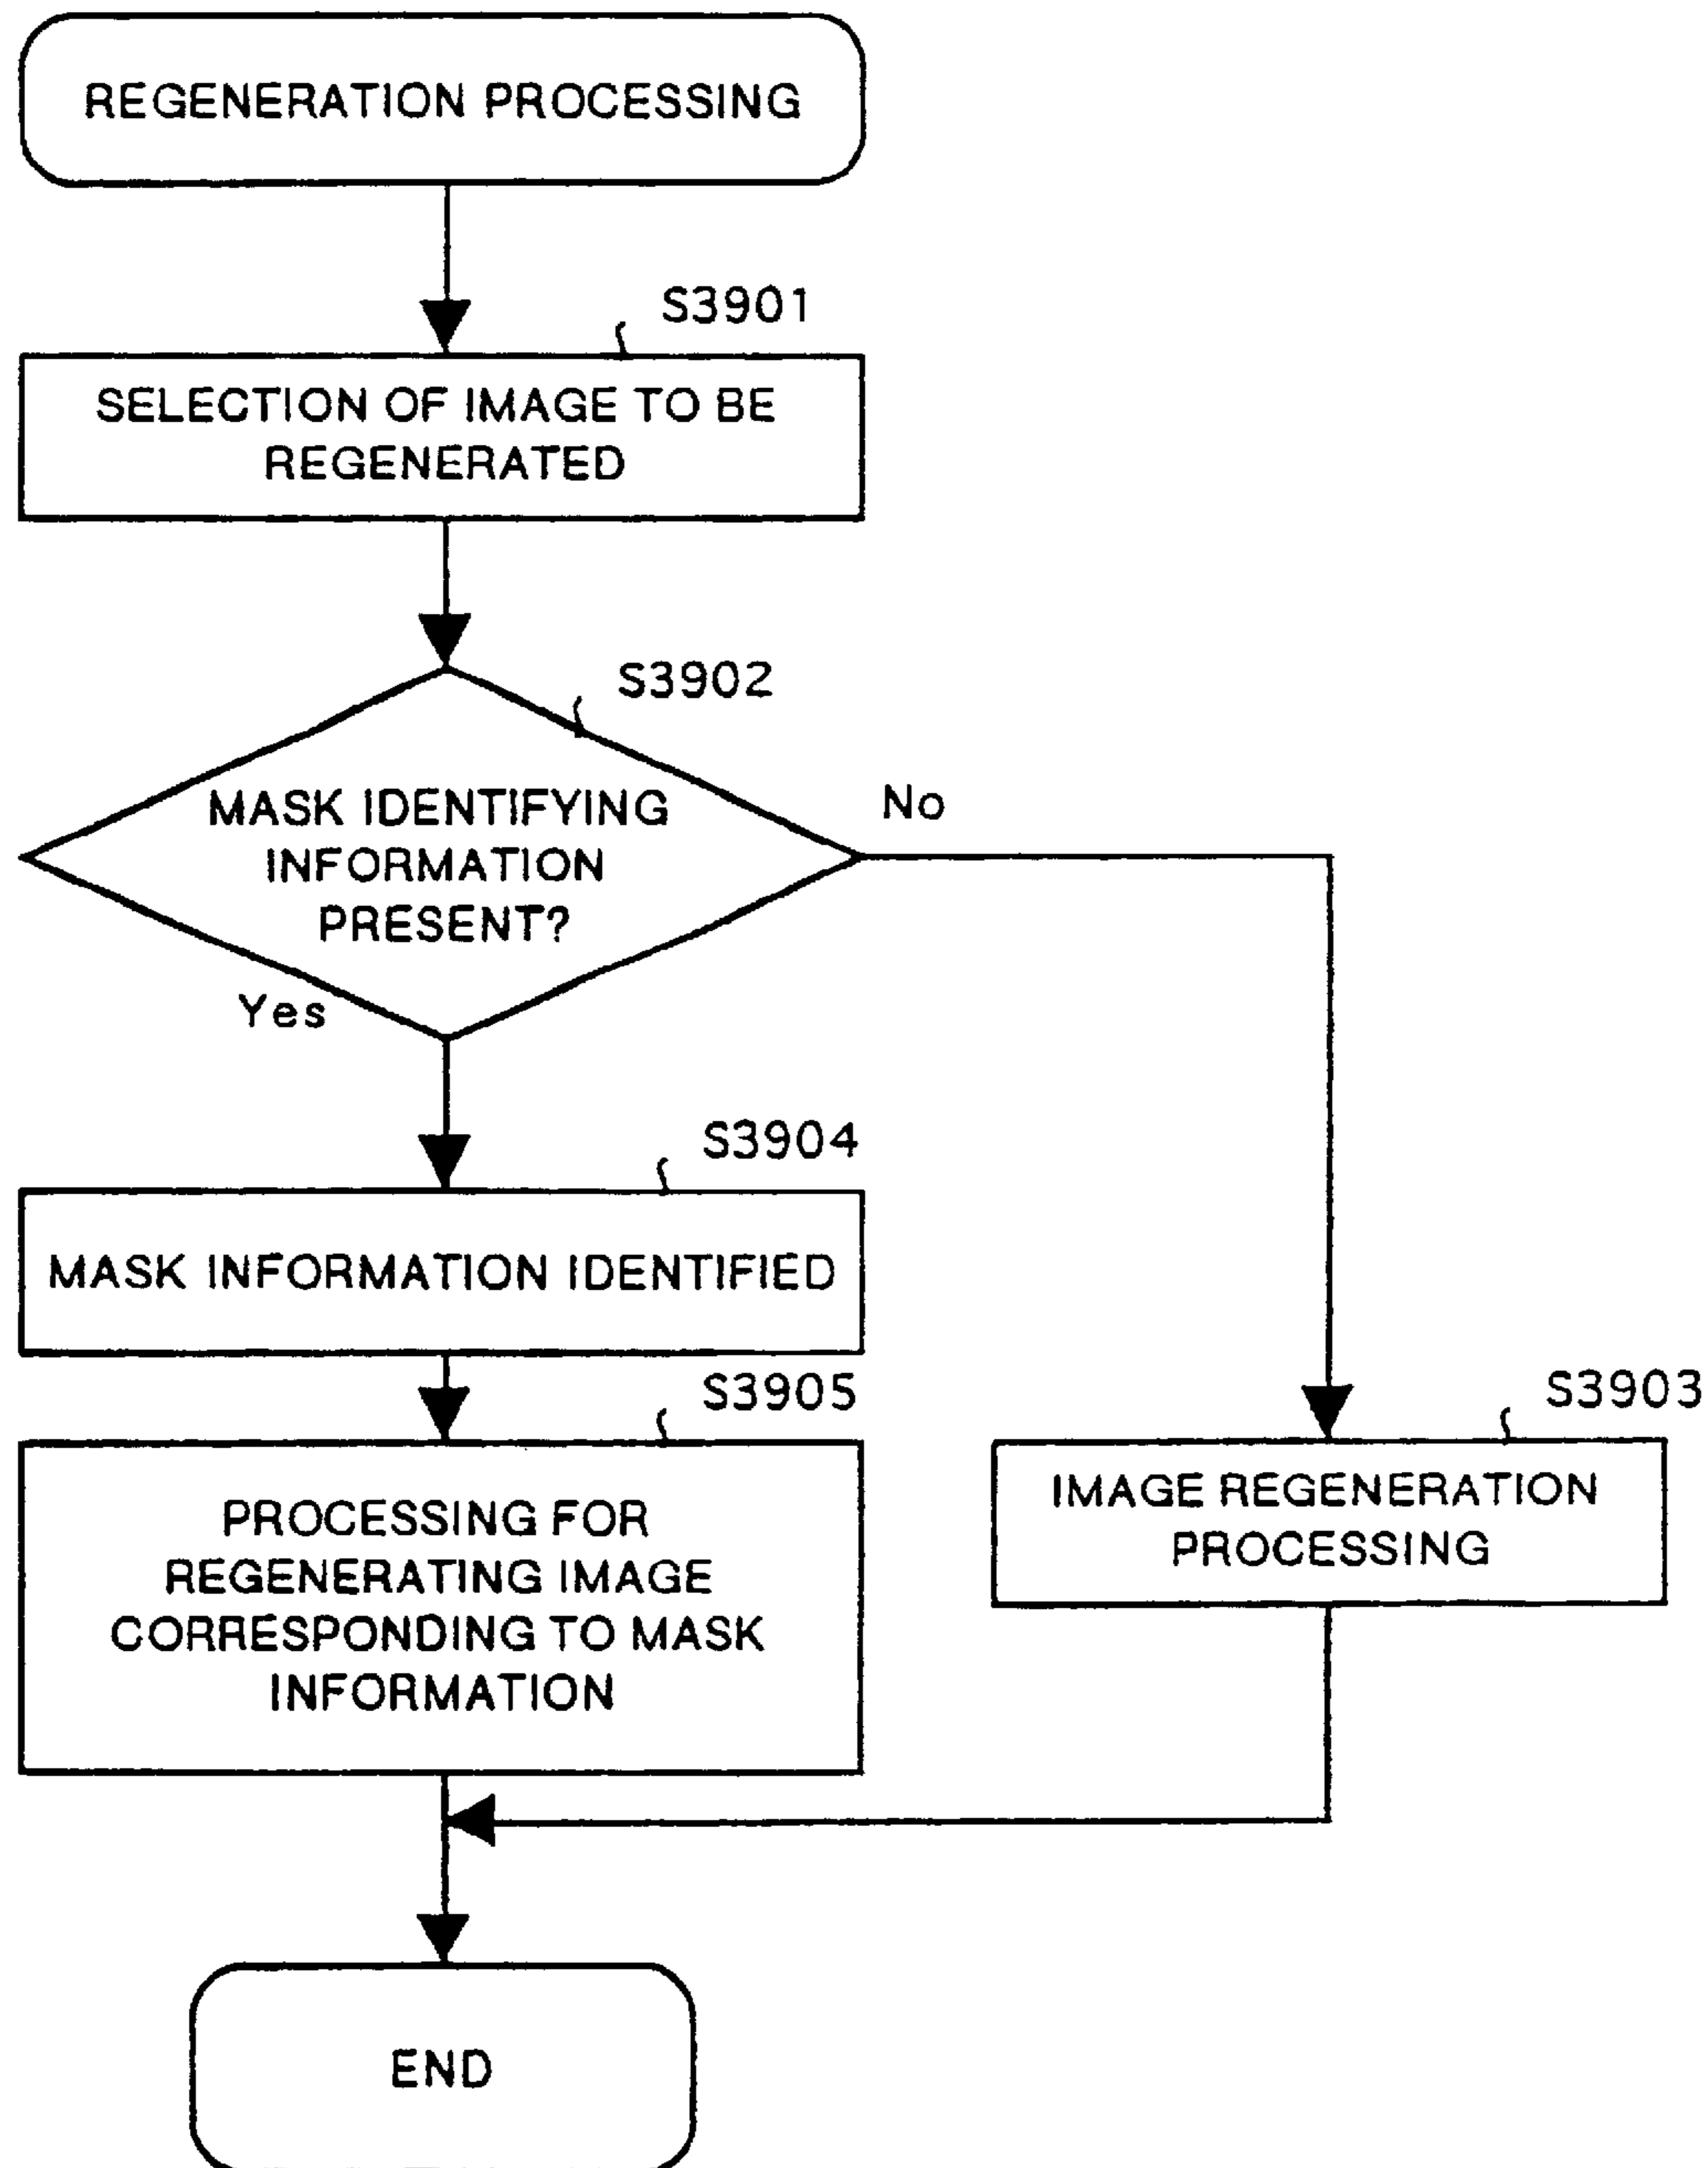 REGENERATION PROCESSING
S3901
SELECTION OF IMAGE TO BE
REGENERATED
S3902
MASK IDENTIFYING
INFORMATION
PRESENT?
No
Yes
S3904
MASK INFORMATION IDENTIFIED
S3905
PROCESSING FOR
REGENERATING IMAGE
CORRESPONDING TO MASK
INFORMATION
S3903
IMAGE REGENERATION
PROCESSING
END